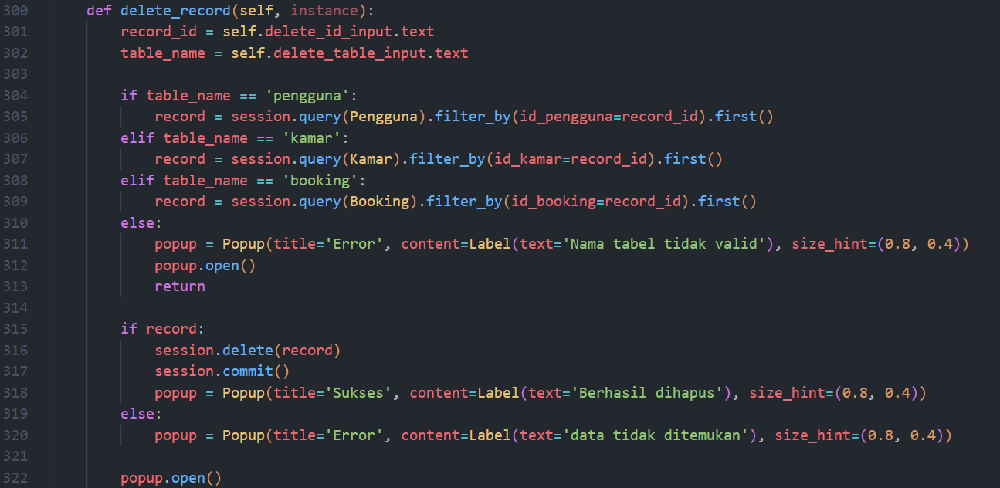 300 def delete_record(self, instance):
301 record_id = self.delete_id_input.text
302 table_name = self.delete_table_input.text
303
304 if table_name == 'pengguna':
305 record = session.query(Pengguna).filter_by(id_pengguna=record_id).first()
306 elif table_name == 'kamar':
307 record = session.query(Kamar).filter_by(id_kamar=record_id).first()
308 elif table_name == 'booking':
309 record = session.query(Booking).filter_by(id_booking=record_id).first()
310 else:
311 popup = Popup(title='Error', content=Label(text='Nama tabel tidak valid'), size_hint=(0.8, 0.4))
312 popup.open()
313 return
314
315 if record:
316 session.delete(record)
317 session.commit()
318 popup = Popup(title='Sukses', content=Label(text='Berhasil dihapus'), size_hint=(0.8, 0.4))
319 else:
320 popup = Popup(title='Error', content=Label(text='data tidak ditemukan'), size_hint=(0.8, 0.4))
321
322 popup.open()